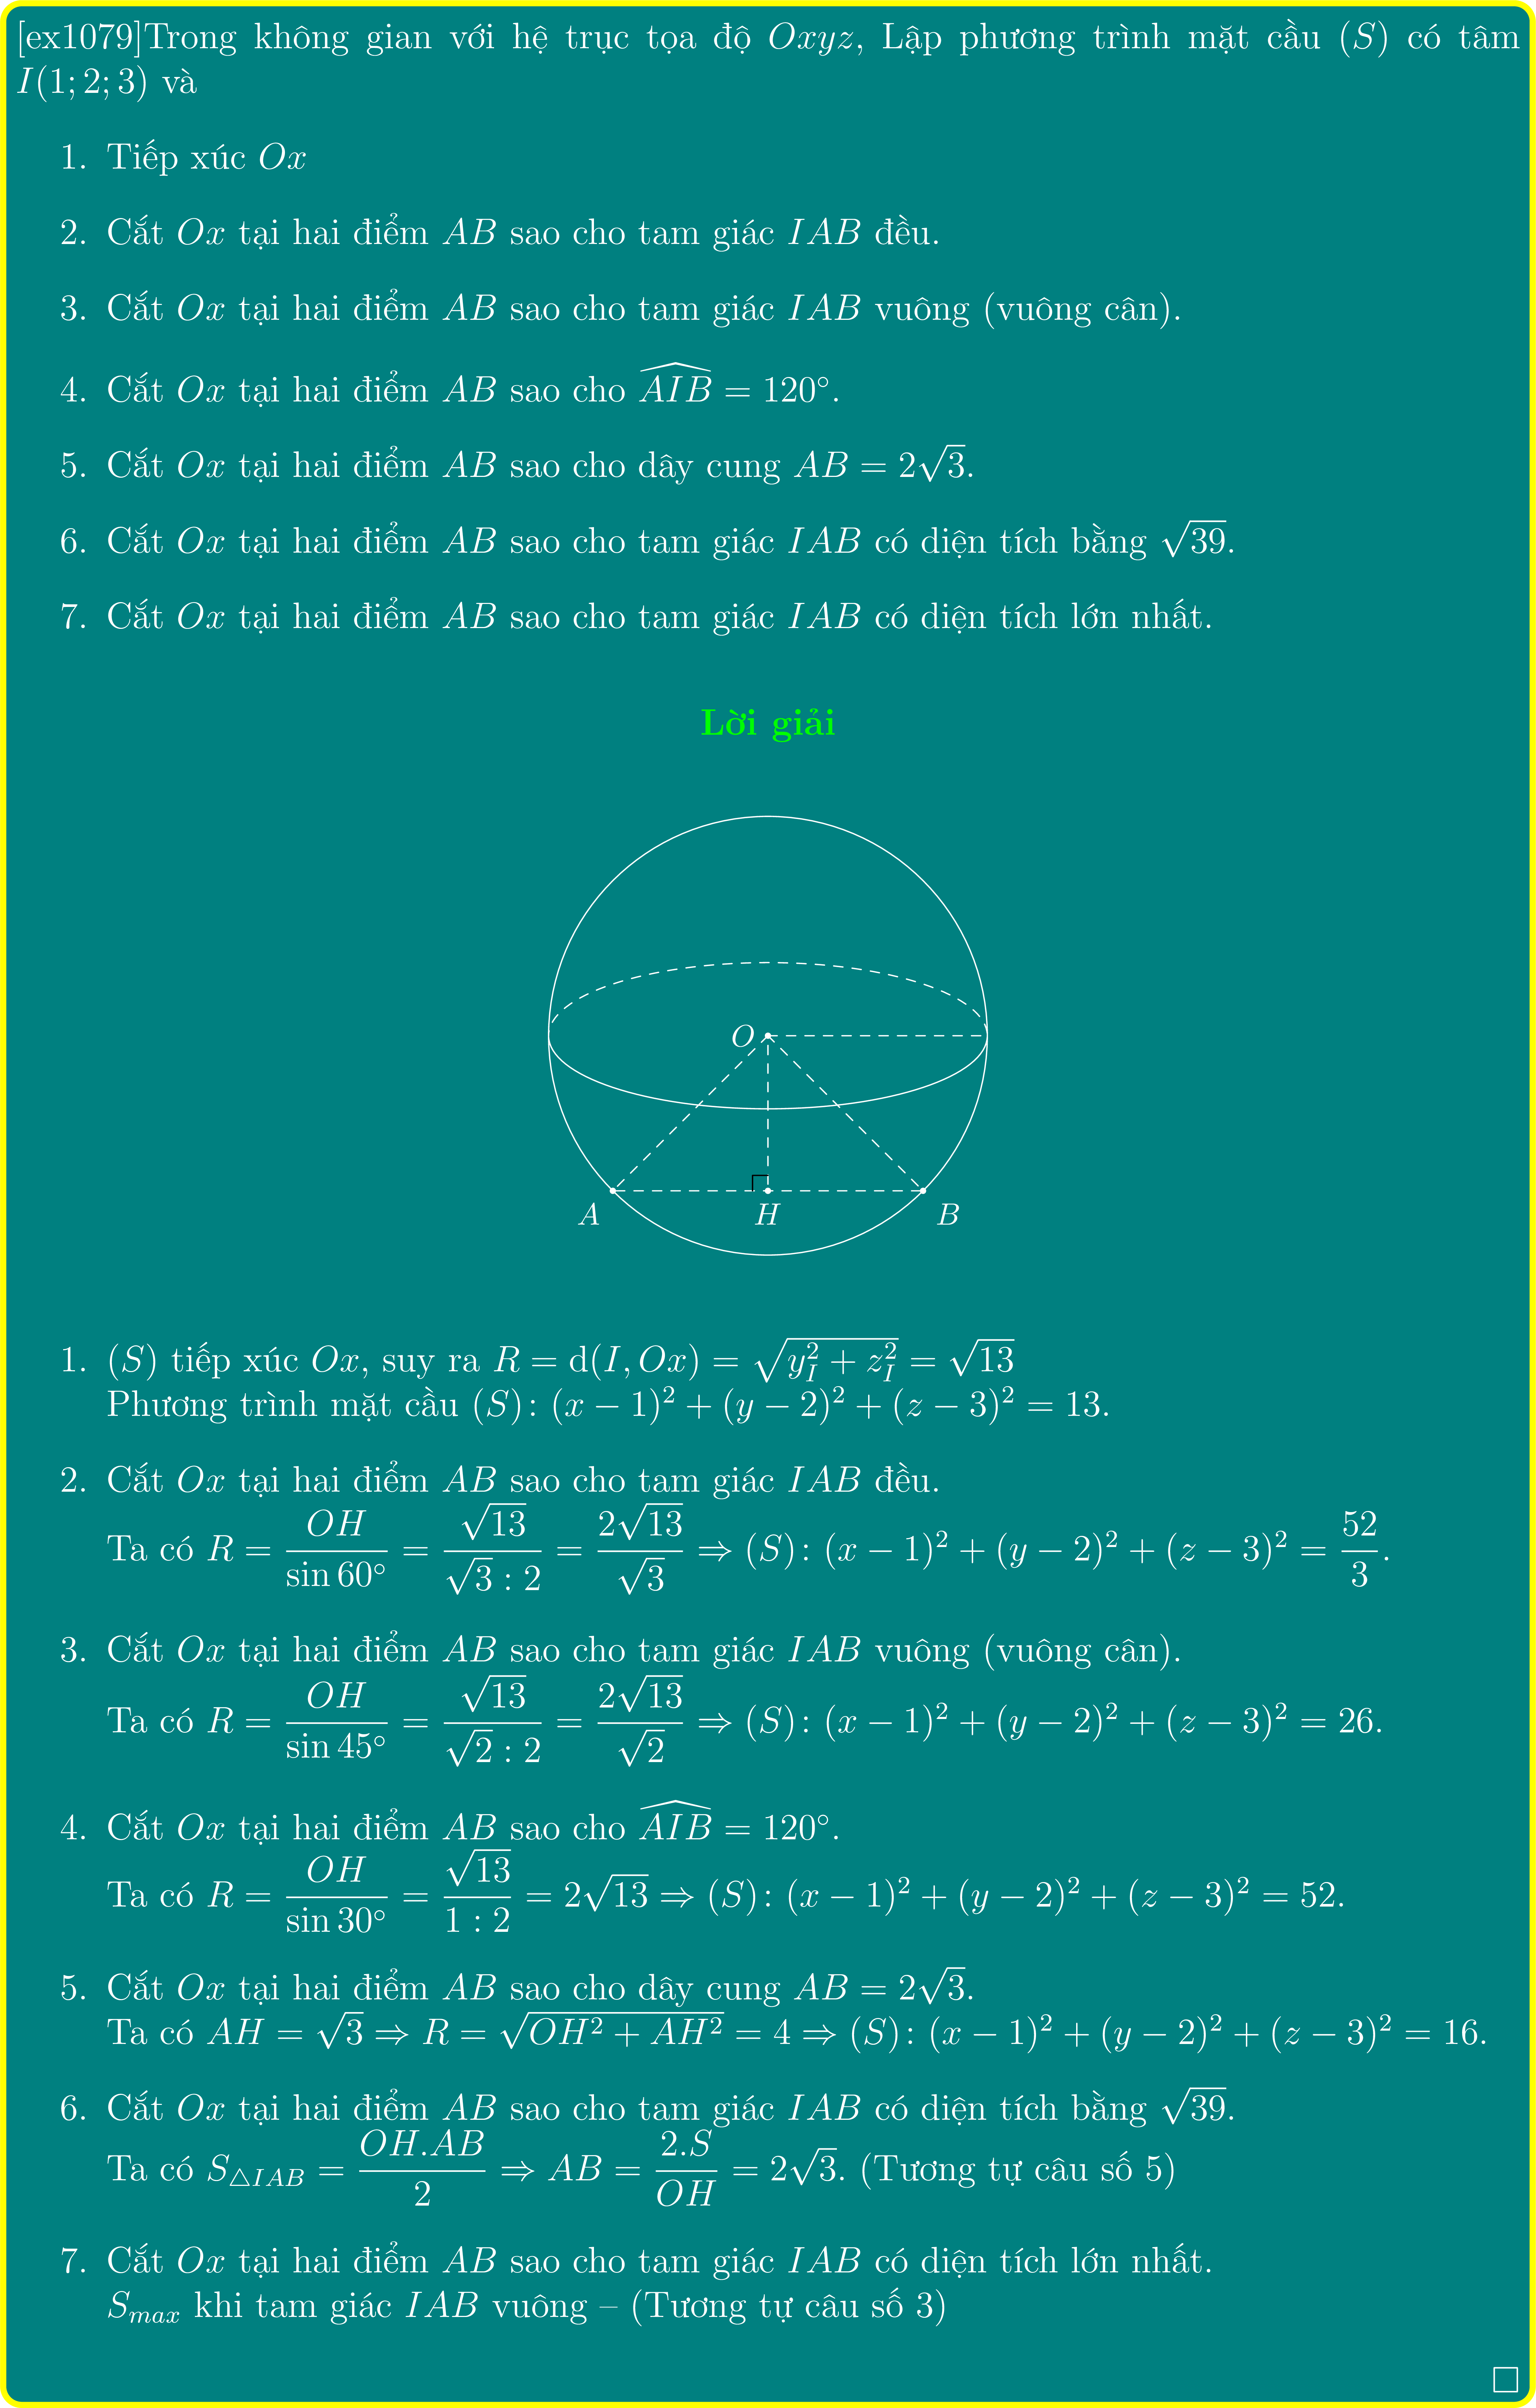 [ex1079]Trong không gian với hệ trục tọa độ Oxyz, Lập phương trình mặt cầu (S) có tâm
I(1; 2; 3) và
1. Tiếp xúc Ox
2. Cắt Ox tại hai điểm AB sao cho tam giác IAB đều.
3. Cắt Ox tại hai điểm AB sao cho tam giác IAB vuông (vuông cân).
4. Cắt Ox tại hai điểm AB sao cho $\widehat{AIB} = 120^\circ$.
5. Cắt Ox tại hai điểm AB sao cho dây cung $AB = 2\sqrt{3}$.
6. Cắt Ox tại hai điểm AB sao cho tam giác IAB có diện tích bằng $\sqrt{39}$.
7. Cắt Ox tại hai điểm AB sao cho tam giác IAB có diện tích lớn nhất.
Lời giải
O
A H B
1. (S) tiếp xúc Ox, suy ra $R = \mathrm{d}(I, Ox) = \sqrt{y_I^2 + z_I^2} = \sqrt{13}$
Phương trình mặt cầu $(S)\colon (x - 1)^2 + (y - 2)^2 + (z - 3)^2 = 13$.
2. Cắt Ox tại hai điểm AB sao cho tam giác IAB đều.
Ta có $R = \dfrac{OH}{\sin 60^\circ} = \dfrac{\sqrt{13}}{\sqrt{3} : 2} = \dfrac{2\sqrt{13}}{\sqrt{3}} \Rightarrow (S)\colon (x - 1)^2 + (y - 2)^2 + (z - 3)^2 = \dfrac{52}{3}$.
3. Cắt Ox tại hai điểm AB sao cho tam giác IAB vuông (vuông cân).
Ta có $R = \dfrac{OH}{\sin 45^\circ} = \dfrac{\sqrt{13}}{\sqrt{2} : 2} = \dfrac{2\sqrt{13}}{\sqrt{2}} \Rightarrow (S)\colon (x - 1)^2 + (y - 2)^2 + (z - 3)^2 = 26$.
4. Cắt Ox tại hai điểm AB sao cho $\widehat{AIB} = 120^\circ$.
Ta có $R = \dfrac{OH}{\sin 30^\circ} = \dfrac{\sqrt{13}}{1 : 2} = 2\sqrt{13} \Rightarrow (S)\colon (x - 1)^2 + (y - 2)^2 + (z - 3)^2 = 52$.
5. Cắt Ox tại hai điểm AB sao cho dây cung $AB = 2\sqrt{3}$.
Ta có $AH = \sqrt{3} \Rightarrow R = \sqrt{OH^2 + AH^2} = 4 \Rightarrow (S)\colon (x - 1)^2 + (y - 2)^2 + (z - 3)^2 = 16$.
6. Cắt Ox tại hai điểm AB sao cho tam giác IAB có diện tích bằng $\sqrt{39}$.
Ta có $S_{\triangle IAB} = \dfrac{OH.AB}{2} \Rightarrow AB = \dfrac{2.S}{OH} = 2\sqrt{3}$. (Tương tự câu số 5)
7. Cắt Ox tại hai điểm AB sao cho tam giác IAB có diện tích lớn nhất.
$S_{max}$ khi tam giác IAB vuông – (Tương tự câu số 3)
□